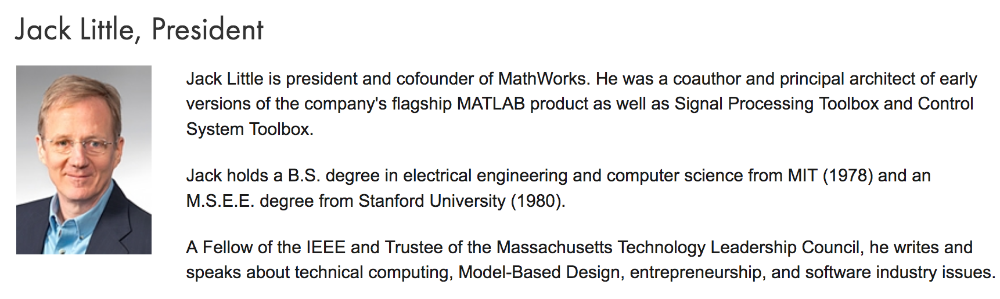 Jack Little, President
Jack Little is president and cofounder of MathWorks. He was a coauthor and principal architect of early
versions of the company's flagship MATLAB product as well as Signal Processing Toolbox and Control
System Toolbox.
Jack holds a B.S. degree in electrical engineering and computer science from MIT (1978) and an
M.S.E.E. degree from Stanford University (1980).
A Fellow of the IEEE and Trustee of the Massachusetts Technology Leadership Council, he writes and
speaks about technical computing, Model-Based Design, entrepreneurship, and software industry issues.